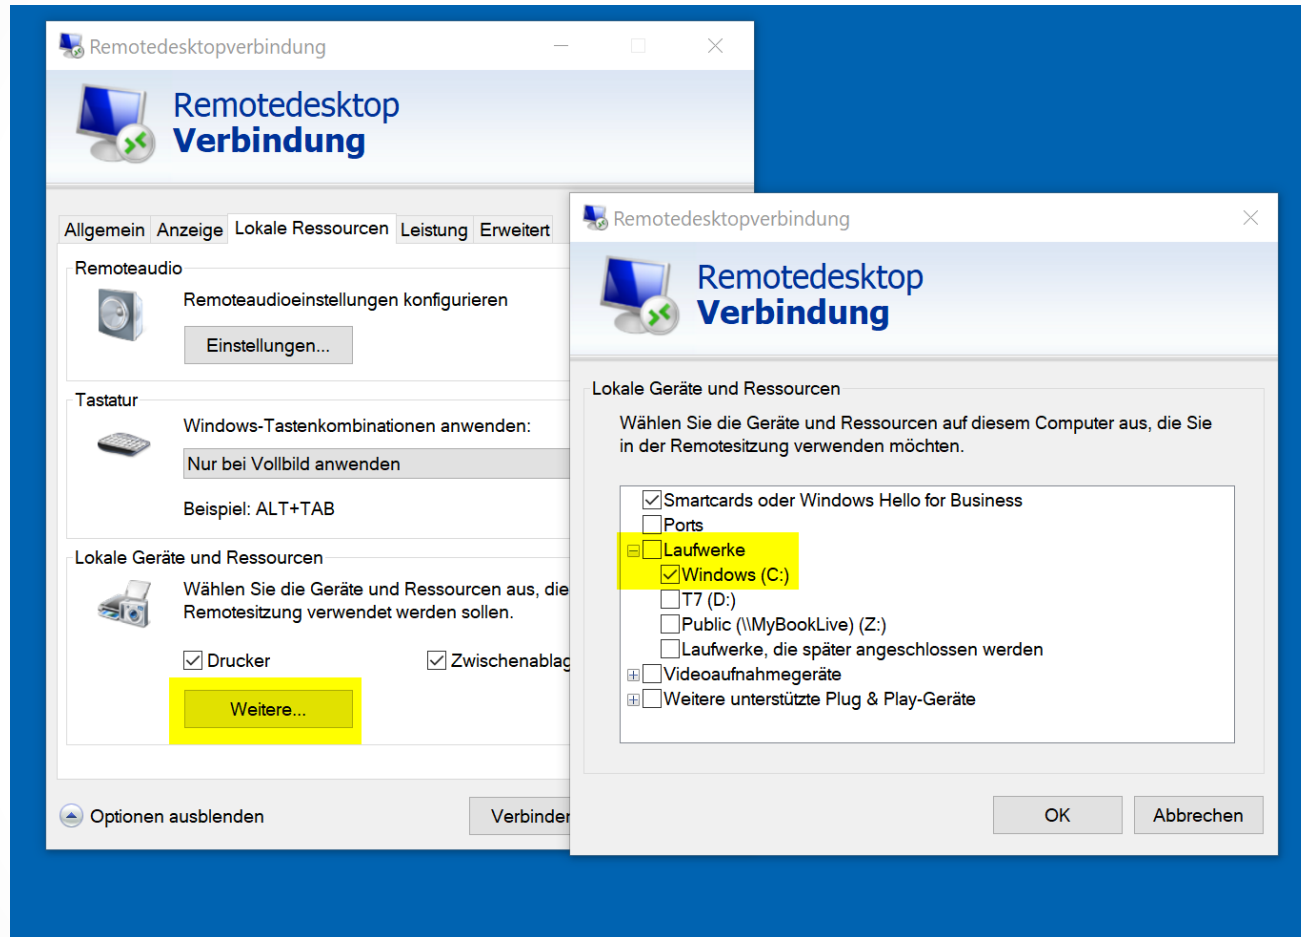 Remotedesktopverbindung
Remotedesktop
Verbindung
Allgemein Anzeige Lokale Ressourcen Leistung Erweitert
Remoteaudio
Remoteaudioeinstellungen konfigurieren
Einstellungen...
Tastatur
Windows-Tastenkombinationen anwenden:
Nur bei Vollbild anwenden
Beispiel: ALT+TAB
Lokale Geräte und Ressourcen
Wählen Sie die Geräte und Ressourcen aus, die
Remotesitzung verwendet werden sollen.
Drucker Zwischenablag
Weitere...
Optionen ausblenden Verbinden
Remotedesktopverbindung
Remotedesktop
Verbindung
Lokale Geräte und Ressourcen
Wählen Sie die Geräte und Ressourcen auf diesem Computer aus, die Sie
in der Remotesitzung verwenden möchten.
Smartcards oder Windows Hello for Business
Ports
Laufwerke
Windows (C:)
T7 (D:)
Public (\\MyBookLive) (Z:)
Laufwerke, die später angeschlossen werden
Videoaufnahmegeräte
Weitere unterstützte Plug & Play-Geräte
OK Abbrechen